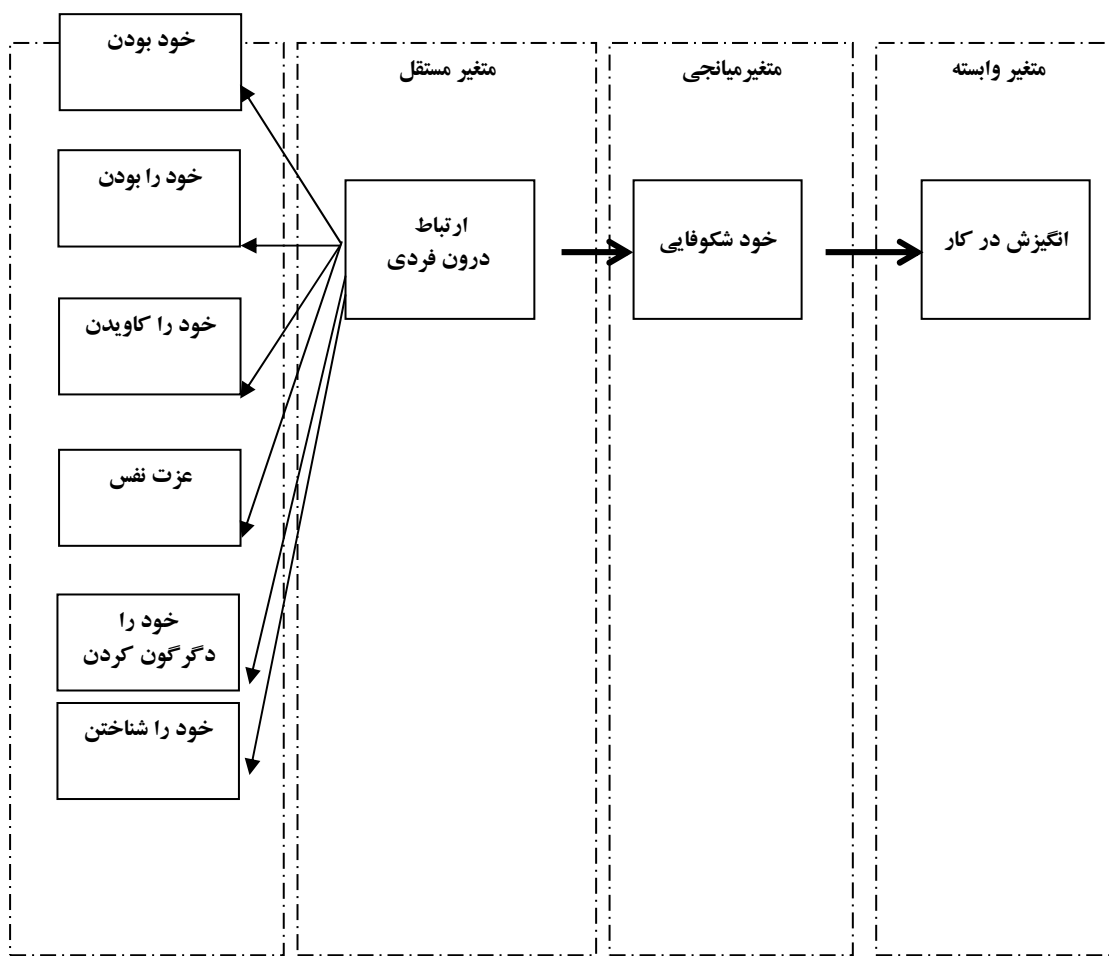 خود بودن
متغیر مستقل
متغیرمیانجی
متغیر وابسته
خود را بودن
ارتباط
درون فردی
خود شکوفایی
انگیزش در کار
خود را کاویدن
عزت نفس
خود را
دگرگون کردن
خود را شناختن